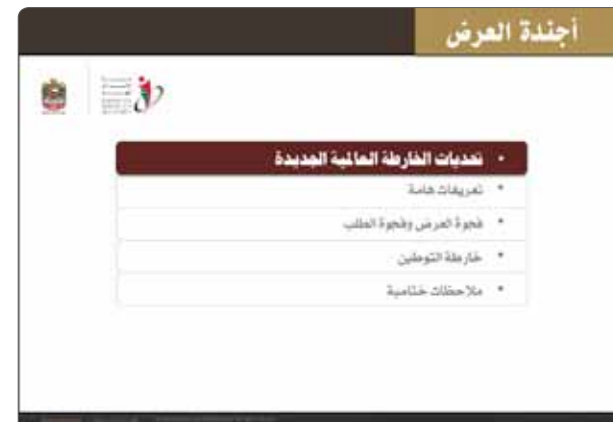 أجندة العرض
• تحديات الخارطة العالمية الجديدة
• تعريفات هامة
• فجوة العرض وفجوة الطلب
• خارطة التوطين
• ملاحظات ختامية